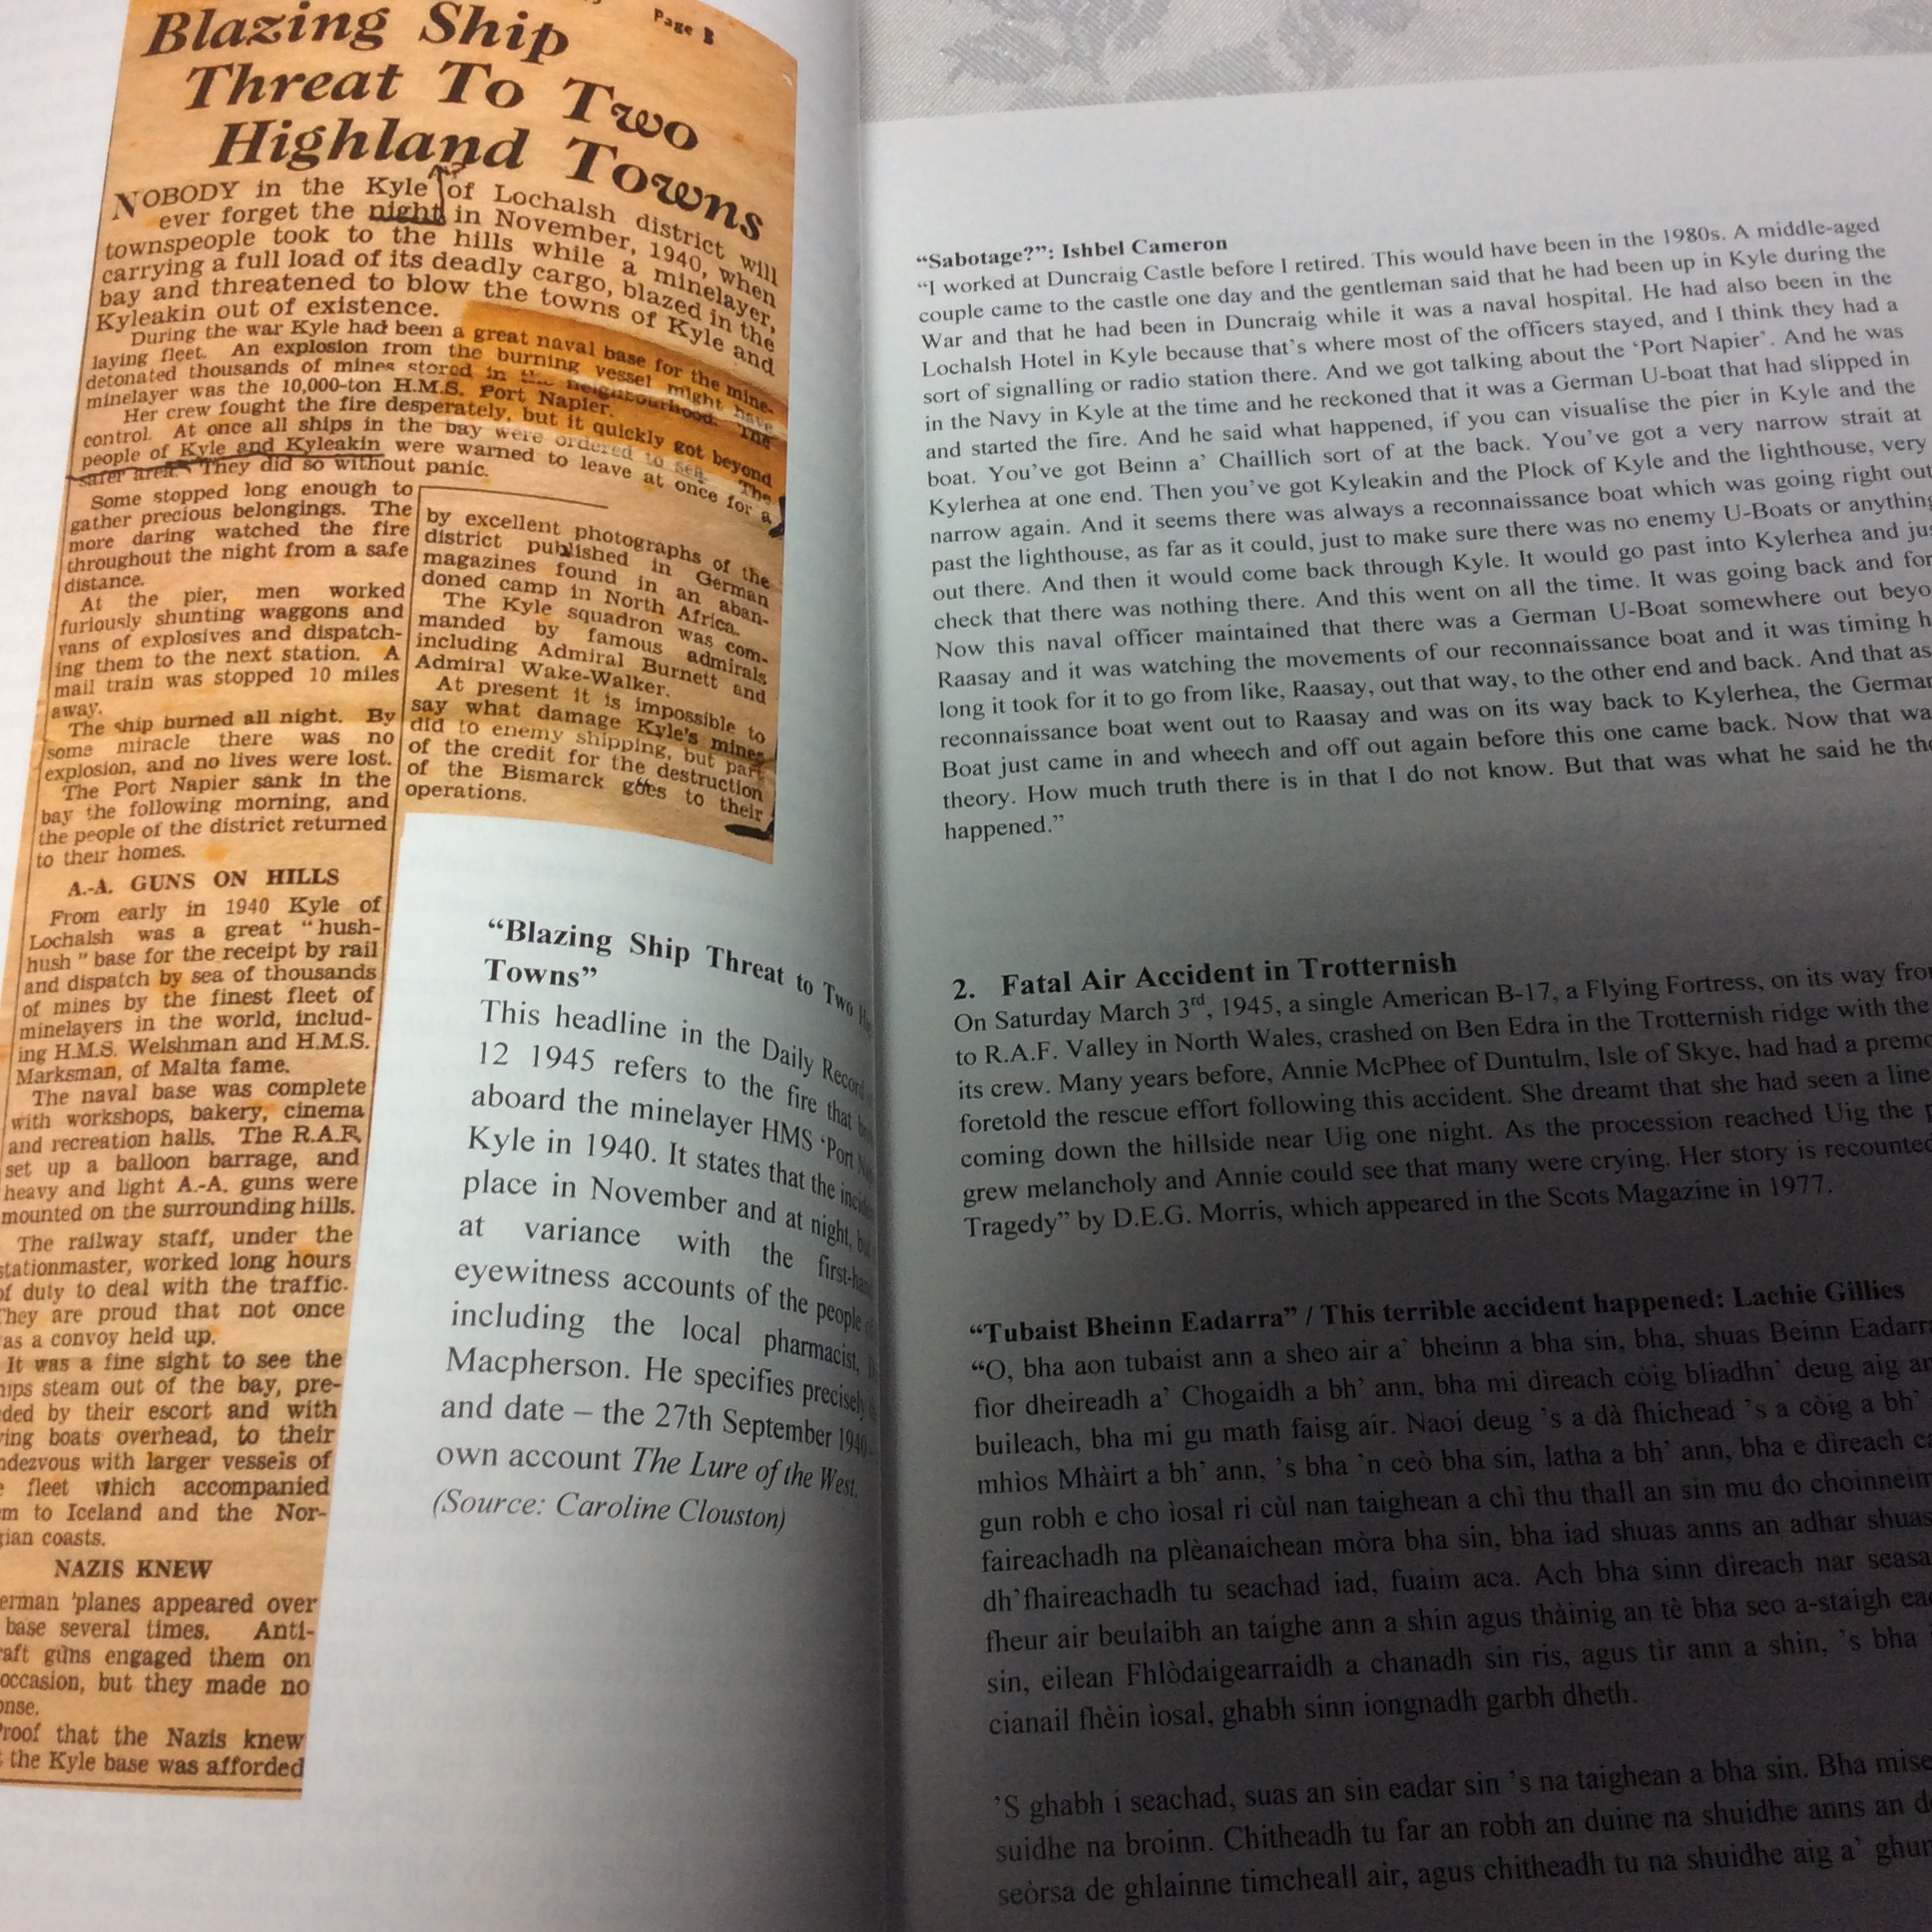 Page 3
Blazing Ship
Threat To Two
Highland Towns
NOBODY in the Kyle of Lochalsh district will
ever forget the night in November, 1940, when
townspeople took to the hills while a minelayer,
carrying a full load of its deadly cargo, blazed in the
bay and threatened to blow the towns of Kyle and
Kyleakin out of existence.
During the war Kyle had been a great naval base for the mine-
laying fleet. An explosion from the burning vessel might have
detonated thousands of mines stored in the neighbourhood. The
minelayer was the 10,000-ton H.M.S. Port Napier.
Her crew fought the fire desperately, but it quickly got beyond
control. At once all ships in the bay were ordered to sea. The
people of Kyle and Kyleakin were warned to leave at once for a
safer area. They did so without panic.
Some stopped long enough to
gather precious belongings. The
more daring watched the fire
throughout the night from a safe
distance.
At the pier, men worked
furiously shunting waggons and
vans of explosives and dispatch-
ing them to the next station. A
mail train was stopped 10 miles
away.
The ship burned all night. By
some miracle there was no
explosion, and no lives were lost.
The Port Napier sank in the
bay the following morning, and
the people of the district returned
to their homes.
A.-A. GUNS ON HILLS
From early in 1940 Kyle of
Lochalsh was a great "hush-
hush" base for the receipt by rail
and dispatch by sea of thousands
of mines by the finest fleet of
minelayers in the world, includ-
ing H.M.S. Welshman and H.M.S.
Marksman, of Malta fame.
The naval base was complete
with workshops, bakery, cinema
and recreation halls. The R.A.F.
set up a balloon barrage, and
heavy and light A.-A. guns were
mounted on the surrounding hills.
The railway staff, under the
stationmaster, worked long hours
of duty to deal with the traffic.
They are proud that not once
as a convoy held up.
It was a fine sight to see the
hips steam out of the bay, pre-
ded by their escort and with
ying boats overhead, to their
ndezvous with larger vessels of
e fleet which accompanied
m to Iceland and the Nor-
gian coasts.
NAZIS KNEW
erman 'planes appeared over
base several times. Anti-
raft guns engaged them on
occasion, but they made no
onse.
Proof that the Nazis knew
t the Kyle base was afforded
by excellent photographs of the
district published in German
magazines found in an aban-
doned camp in North Africa.
The Kyle squadron was com-
manded by famous admirals
including Admiral Burnett and
Admiral Wake-Walker.
At present it is impossible to
say what damage Kyle's mines
did to enemy shipping, but part
of the credit for the destruction
of the Bismarck goes to their
operations.
“Blazing Ship Threat to Two
Towns”
This headline in the Daily Record
12 1945 refers to the fire that
aboard the minelayer HMS ‘Port
Kyle in 1940. It states that the
place in November and at night,
at variance with the first-hand
eyewitness accounts of the people
including the local pharmacist,
Macpherson. He specifies precisely
and date – the 27th September 1940
own account The Lure of the West.
(Source: Caroline Clouston)
“Sabotage?”: Ishbel Cameron
“I worked at Duncraig Castle before I retired. This would have been in the 1980s. A middle-aged
couple came to the castle one day and the gentleman said that he had been up in Kyle during the
War and that he had been in Duncraig while it was a naval hospital. He had also been in the
Lochalsh Hotel in Kyle because that’s where most of the officers stayed, and I think they had a
sort of signalling or radio station there. And we got talking about the ‘Port Napier’. And he was
in the Navy in Kyle at the time and he reckoned that it was a German U-boat that had slipped in
and started the fire. And he said what happened, if you can visualise the pier in Kyle and the
boat. You’ve got Beinn a’ Chaillich sort of at the back. You’ve got a very narrow strait at
Kylerhea at one end. Then you’ve got Kyleakin and the Plock of Kyle and the lighthouse, very
narrow again. And it seems there was always a reconnaissance boat which was going right out
past the lighthouse, as far as it could, just to make sure there was no enemy U-Boats or anything
out there. And then it would come back through Kyle. It would go past into Kylerhea and jus
check that there was nothing there. And this went on all the time. It was going back and for
Now this naval officer maintained that there was a German U-Boat somewhere out beyo
Raasay and it was watching the movements of our reconnaissance boat and it was timing h
long it took for it to go from like, Raasay, out that way, to the other end and back. And that as
reconnaissance boat went out to Raasay and was on its way back to Kylerhea, the German
Boat just came in and wheech and off out again before this one came back. Now that wa
theory. How much truth there is in that I do not know. But that was what he said he tho
happened.”
2. Fatal Air Accident in Trotternish
On Saturday March 3rd, 1945, a single American B-17, a Flying Fortress, on its way from
to R.A.F. Valley in North Wales, crashed on Ben Edra in the Trotternish ridge with the
its crew. Many years before, Annie McPhee of Duntulm, Isle of Skye, had had a premo
foretold the rescue effort following this accident. She dreamt that she had seen a line
coming down the hillside near Uig one night. As the procession reached Uig the p
grew melancholy and Annie could see that many were crying. Her story is recounted
Tragedy” by D.E.G. Morris, which appeared in the Scots Magazine in 1977.
“Tubaist Bheinn Eadarra” / This terrible accident happened: Lachie Gillies
“O, bha aon tubaist ann a sheo air a’ bheinn a bha sin, bha, shuas Beinn Eadarra
fìor dheireadh a’ Chogaidh a bh’ ann, bha mi dìreach còig bliadhn’ deug aig an
buileach, bha mi gu math faisg air. Naoi deug ’s a dà fhichead ’s a còig a bh’
mhìos Mhàirt a bh’ ann, ’s bha ’n ceò bha sin, latha a bh’ ann, bha e dìreach c
gun robh e cho ìosal ri cùl nan taighean a chì thu thall an sin mu do choinneim
faireachadh na plèanaichean mòra bha sin, bha iad shuas anns an adhar shuas
dh’fhaireachadh tu seachad iad, fuaim aca. Ach bha sinn dìreach nar seasa
fheur air beulaibh an taighe ann a shin agus thàinig an tè bha seo a-staigh ea
sin, eilean Fhlòdaigearraidh a chanadh sin ris, agus tìr ann a shin, ’s bha
cianail fhèin ìosal, ghabh sinn iongnadh garbh dheth.
’S ghabh i seachad, suas an sin eadar sin ’s na taighean a bha sin. Bha mise
suidhe na broinn. Chitheadh tu far an robh an duine na shuidhe anns an d
seòrsa de ghlainne timcheall air, agus chitheadh tu na shuidhe aig a’ ghun